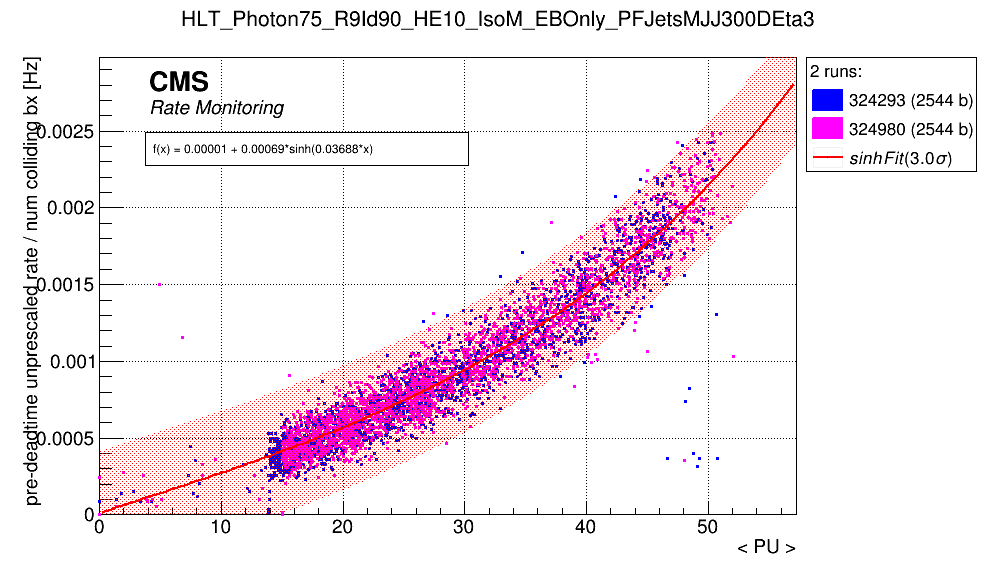 HLT_Photon75_R9Id90_HE10_IsoM_EBOnly_PFJetsMJJ300DEta3
pre-deadtime unprescaled rate / num colliding bx [Hz]
CMS
Rate Monitoring
f(x) = 0.00001 + 0.00069*sinh(0.03688*x)
2 runs:
324293 (2544 b)
324980 (2544 b)
sinhFit(3.0σ)
0.0025
0.002
0.0015
0.001
0.0005
0
0 10 20 30 40 50
< PU >